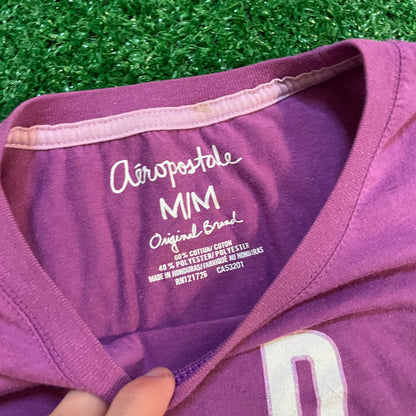 Aéropostale
M/M
Original Brand
60% COTTON/COTON
40% POLYESTER/POLYESTER
MADE IN HONDURAS/FABRIQUÉ AU HONDURAS
RN121726 CA53201